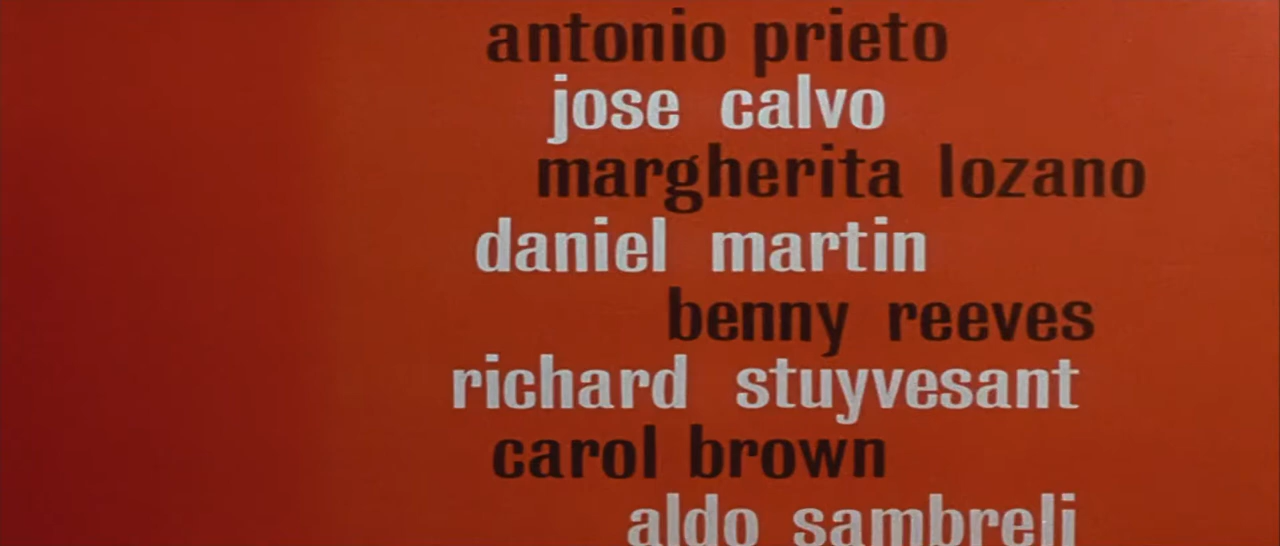 antonio prieto
jose calvo
margherita lozano
daniel martin
benny reeves
richard stuyvesant
carol brown
aldo sambreli